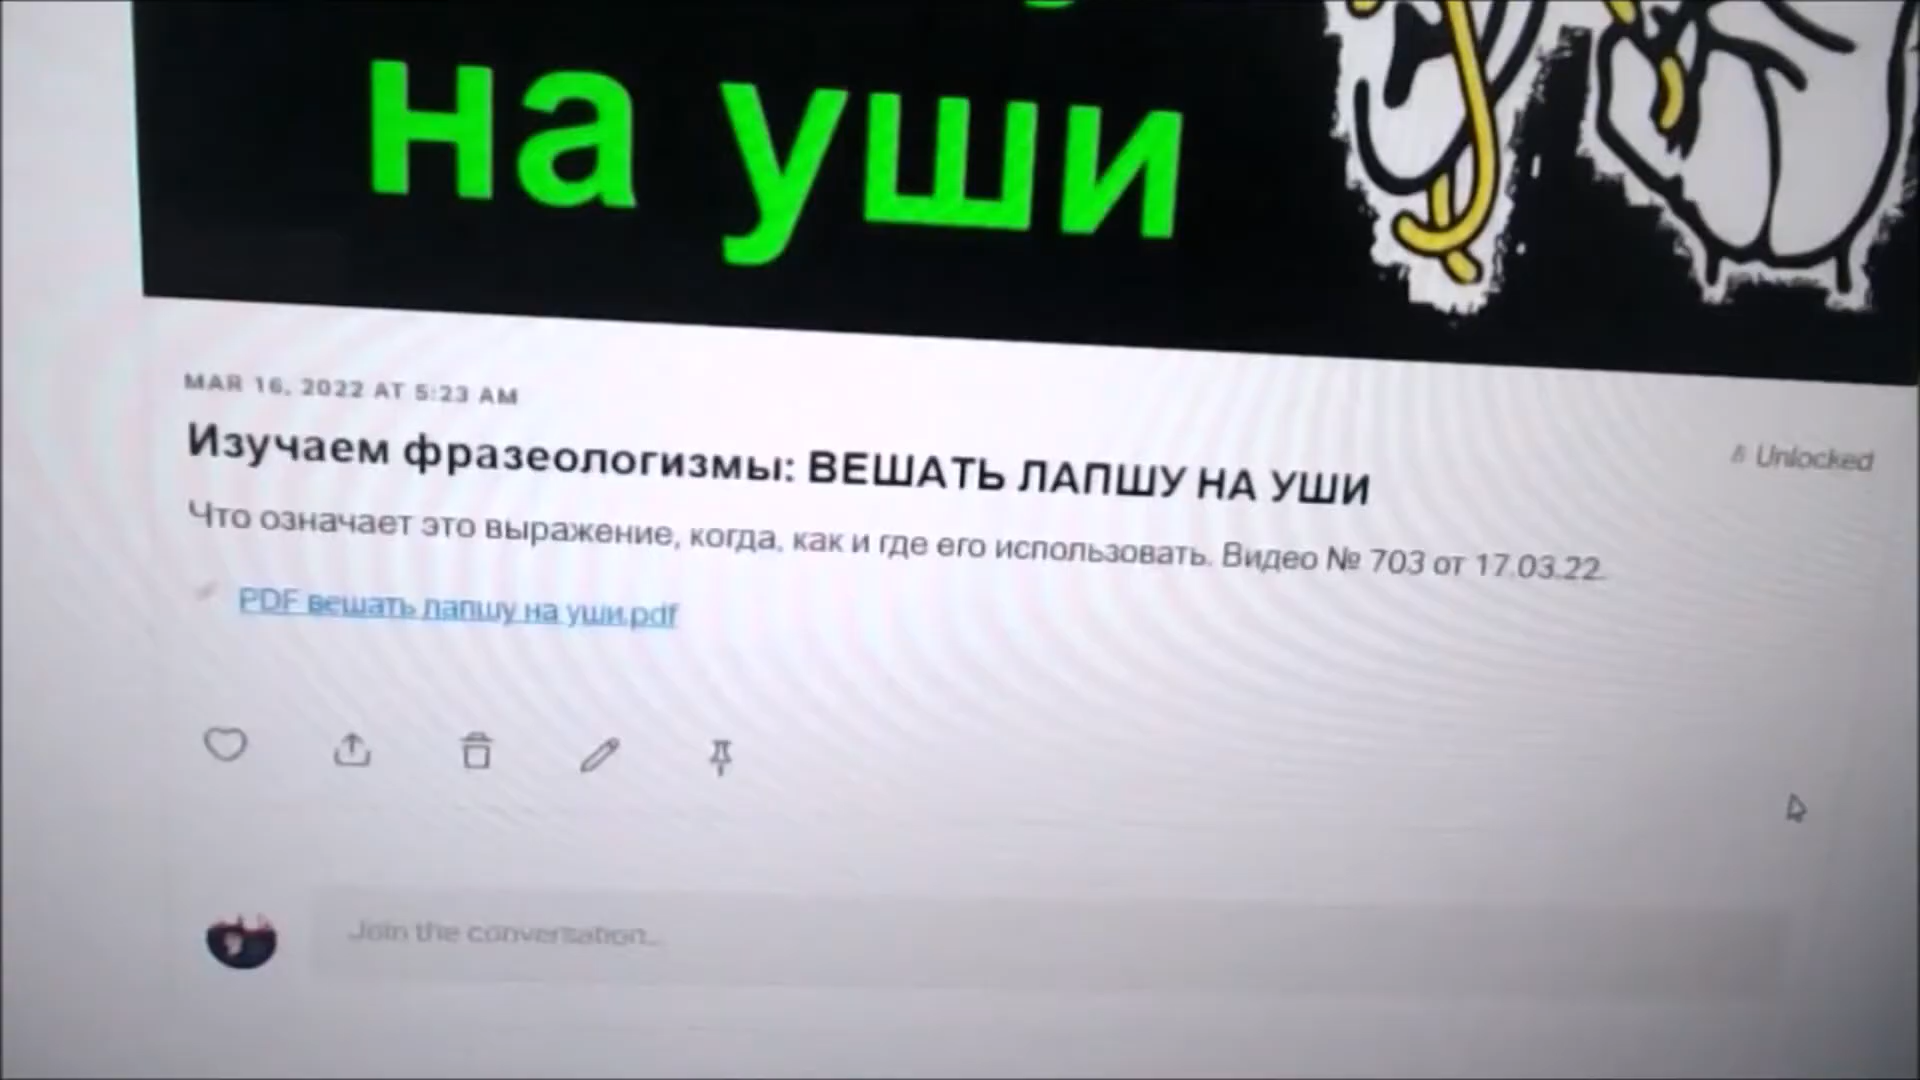 на уши
MAR 16, 2022 AT 5:23 AM
Изучаем фразеологизмы: ВЕШАТЬ ЛАПШУ НА УШИ
Unlocked
Что означает это выражение, когда, как и где его использовать. Видео № 703 от 17.03.22.
PDF вешать лапшу на уши.pdf
Join the conversation...